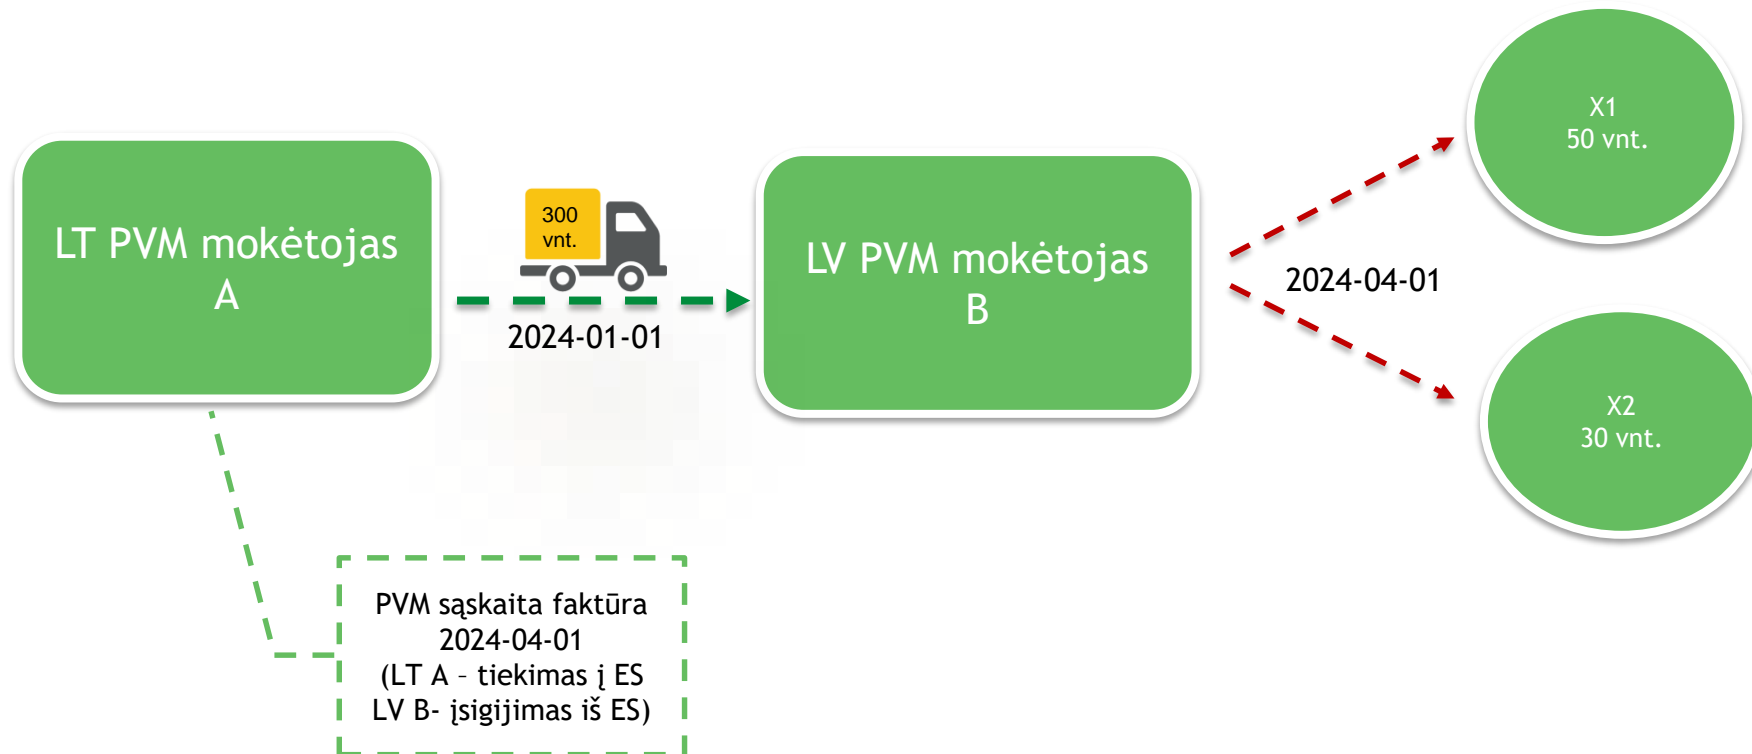 LT PVM mokėtojas
A
300
vnt.
2024-01-01
LV PVM mokėtojas
B
2024-04-01
X1
50 vnt.
X2
30 vnt.
PVM sąskaita faktūra
2024-04-01
(LT A – tiekimas į ES
LV B- įsigijimas iš ES)